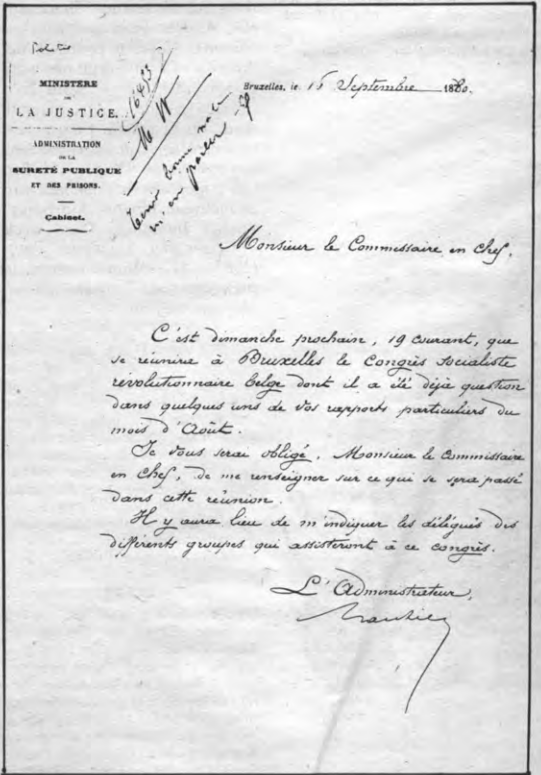 MINISTÈRE
DE
LA JUSTICE.
ADMINISTRATION
DE LA
SURETÉ PUBLIQUE
ET DES PRISONS.
Cabinet.
Bruxelles, le 15 Septembre 1880.
Monsieur le Commissaire en chef,
C'est dimanche prochain, 19 courant, que
se réunira à Bruxelles le Congrès socialiste
révolutionnaire belge dont il a été déjà question
dans quelques uns de vos rapports particuliers du
mois d'Août.
Je vous serai obligé, Monsieur le Commissaire
en chef, de me renseigner sur ce qui se sera passé
dans cette réunion.
Il y aura lieu de m'indiquer les délégués des
différents groupes qui assisteront à ce congrès.
L'Administrateur,